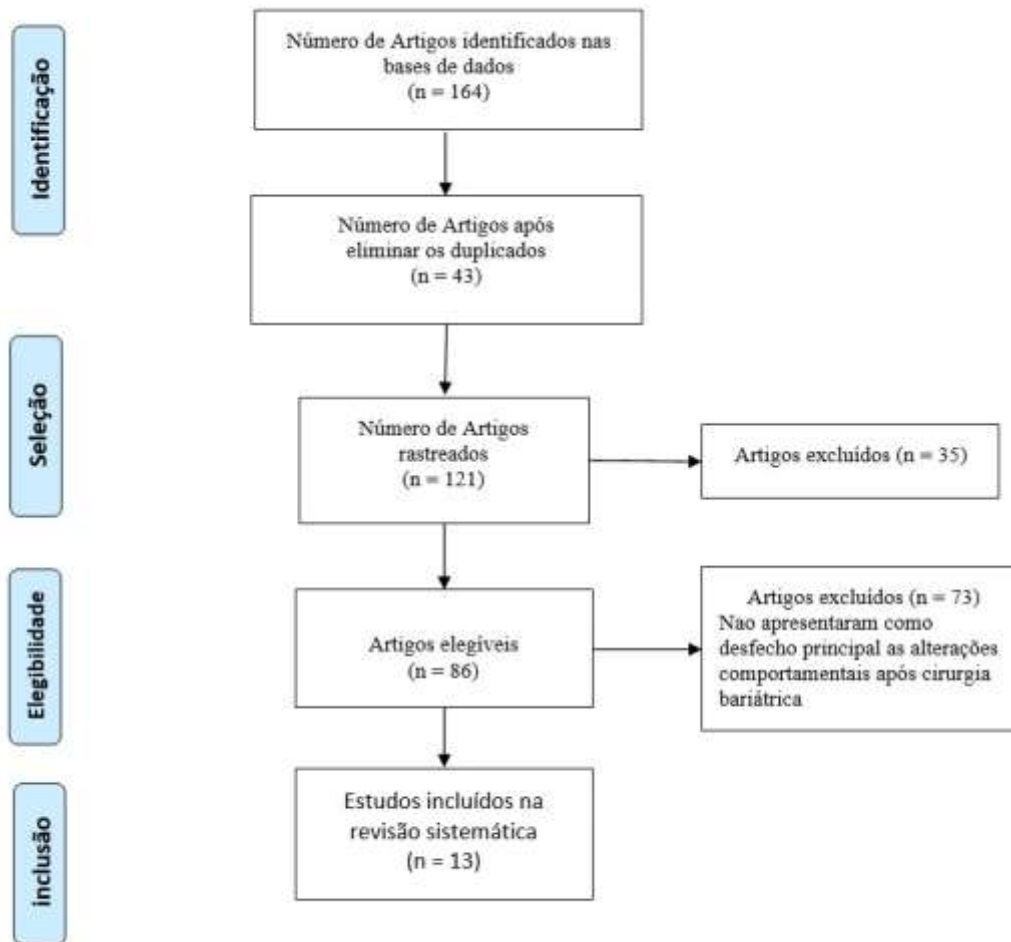 Identificação
Número de Artigos identificados nas
bases de dados
(n = 164)
Número de Artigos após
eliminar os duplicados
(n = 43)
Seleção
Número de Artigos
rastreados
(n = 121)
Artigos excluídos (n = 35)
Elegibilidade
Artigos elegíveis
(n = 86)
Artigos excluídos (n = 73)
Nao apresentaram como
desfecho principal as alterações
comportamentais após cirurgia
bariátrica
inclusão
Estudos incluídos na
revisão sistemática
(n = 13)